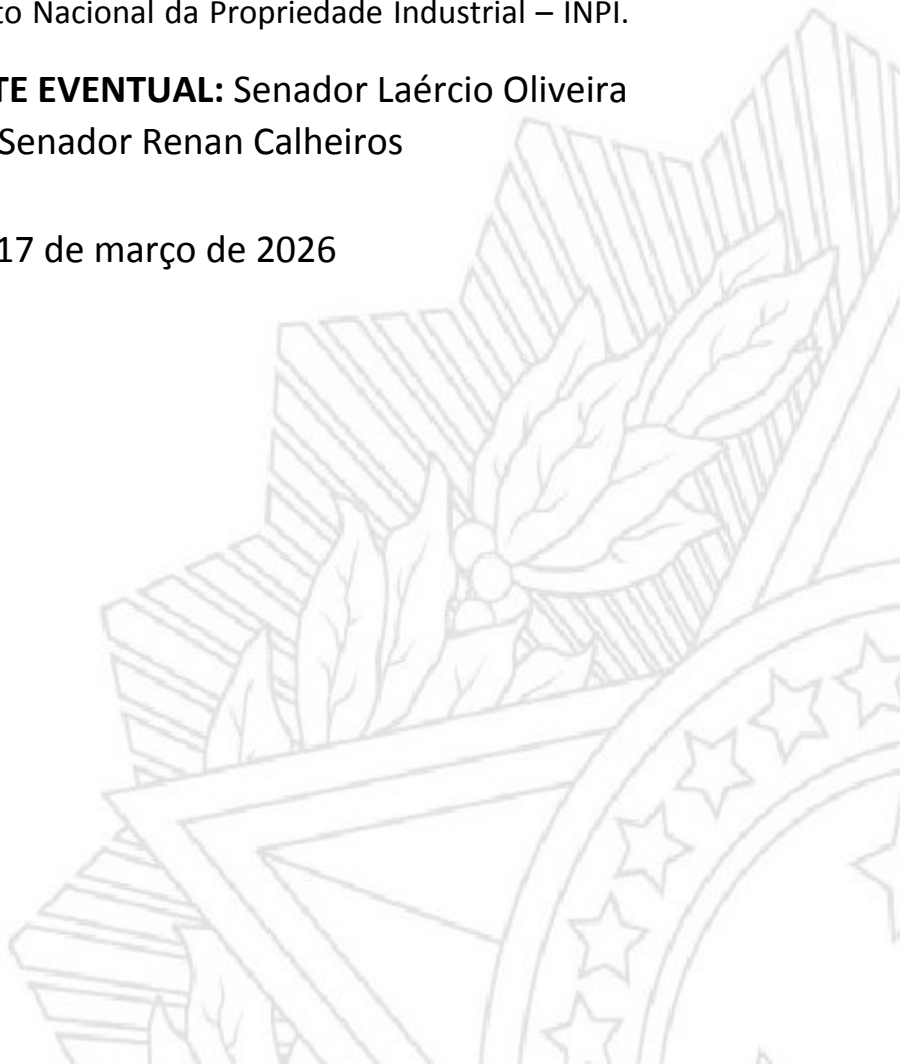 to Nacional da Propriedade Industrial – INPI.
TE EVENTUAL: Senador Laércio Oliveira
Senador Renan Calheiros
17 de março de 2026